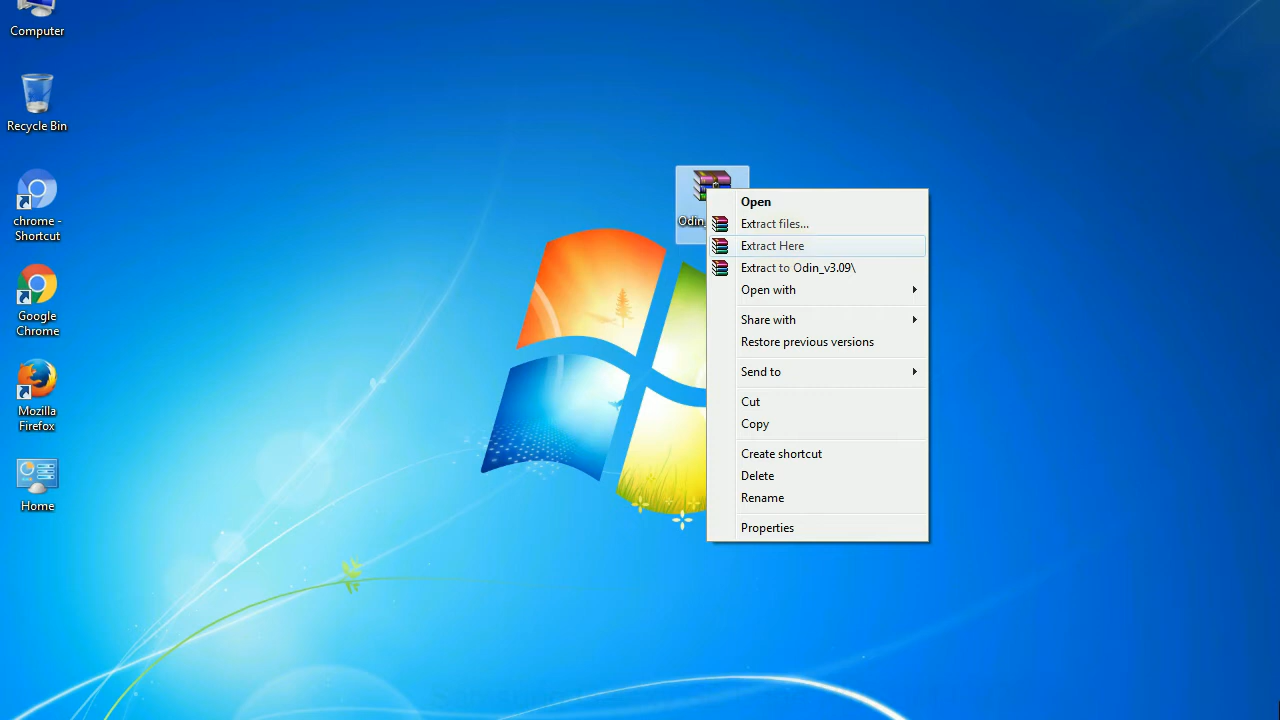 Computer
Recycle Bin
chrome -
Shortcut
Google
Chrome
Mozilla
Firefox
Home
Open
Extract files...
Extract Here
Extract to Odin_v3.09\
Open with
Share with
Restore previous versions
Send to
Cut
Copy
Create shortcut
Delete
Rename
Properties